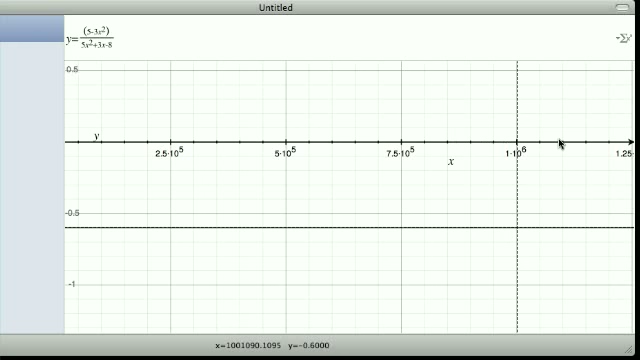 Untitled
y=(5-3x²)/(5x²+3x-8)
0.5
y
2.5·10⁵ 5·10⁵ 7.5·10⁵ 1·10⁶ 1.25
x
-0.5
-1
x=1001090.1095 y=-0.6000